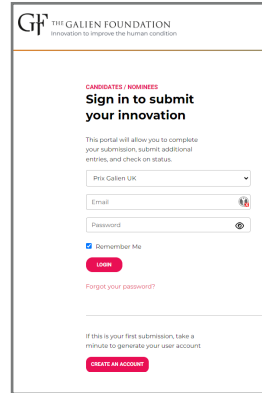 GF THE GALIEN FOUNDATION
Innovation to improve the human condition
CANDIDATES / NOMINEES
Sign in to submit
your innovation
This portal will allow you to complete
your submission, submit additional
entries, and check on status.
Prix Galien UK
Email
Password
Remember Me
LOGIN
Forgot your password?
If this is your first submission, take a
minute to generate your user account
CREATE AN ACCOUNT